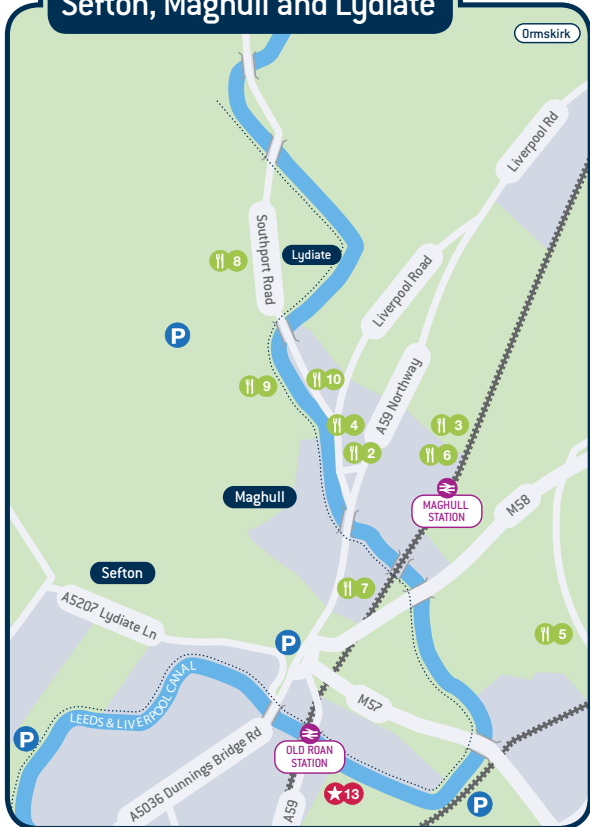 Sefton, Maghull and Lydiate
Ormskirk
Liverpool Rd
Southport Road
Lydiate
8
Liverpool Road
P
10
9
A59 Northway
4
3
2
6
Maghull
MAGHULL
STATION
M58
Sefton
7
A5207 Lydiate Ln
5
P
LEEDS & LIVERPOOL CANAL
M57
P
OLD ROAN
STATION
A5036 Dunnings Bridge Rd
13
A59
P